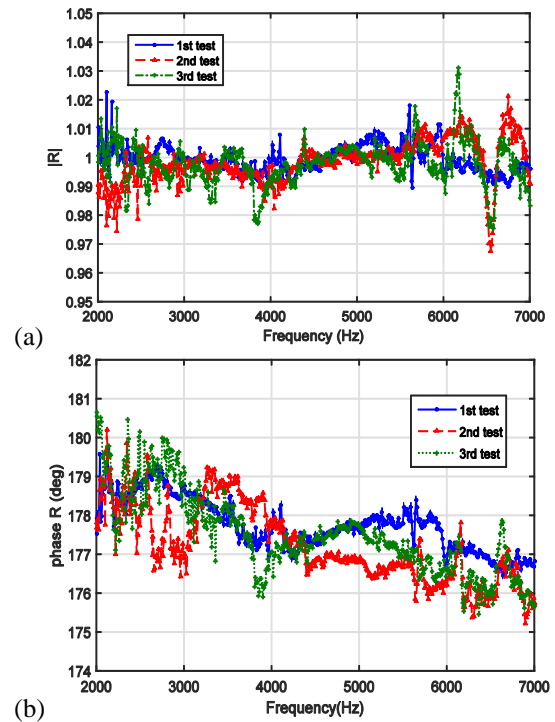 1.05
1.04
1.03
1.02
1.01
1
0.99
0.98
0.97
0.96
0.95
|R|
1st test
2nd test
3rd test
2000 3000 4000 5000 6000 7000
Frequency (Hz)
(a)
182
181
180
179
178
177
176
175
174
phase R (deg)
1st test
2nd test
3rd test
2000 3000 4000 5000 6000 7000
Frequency(Hz)
(b)